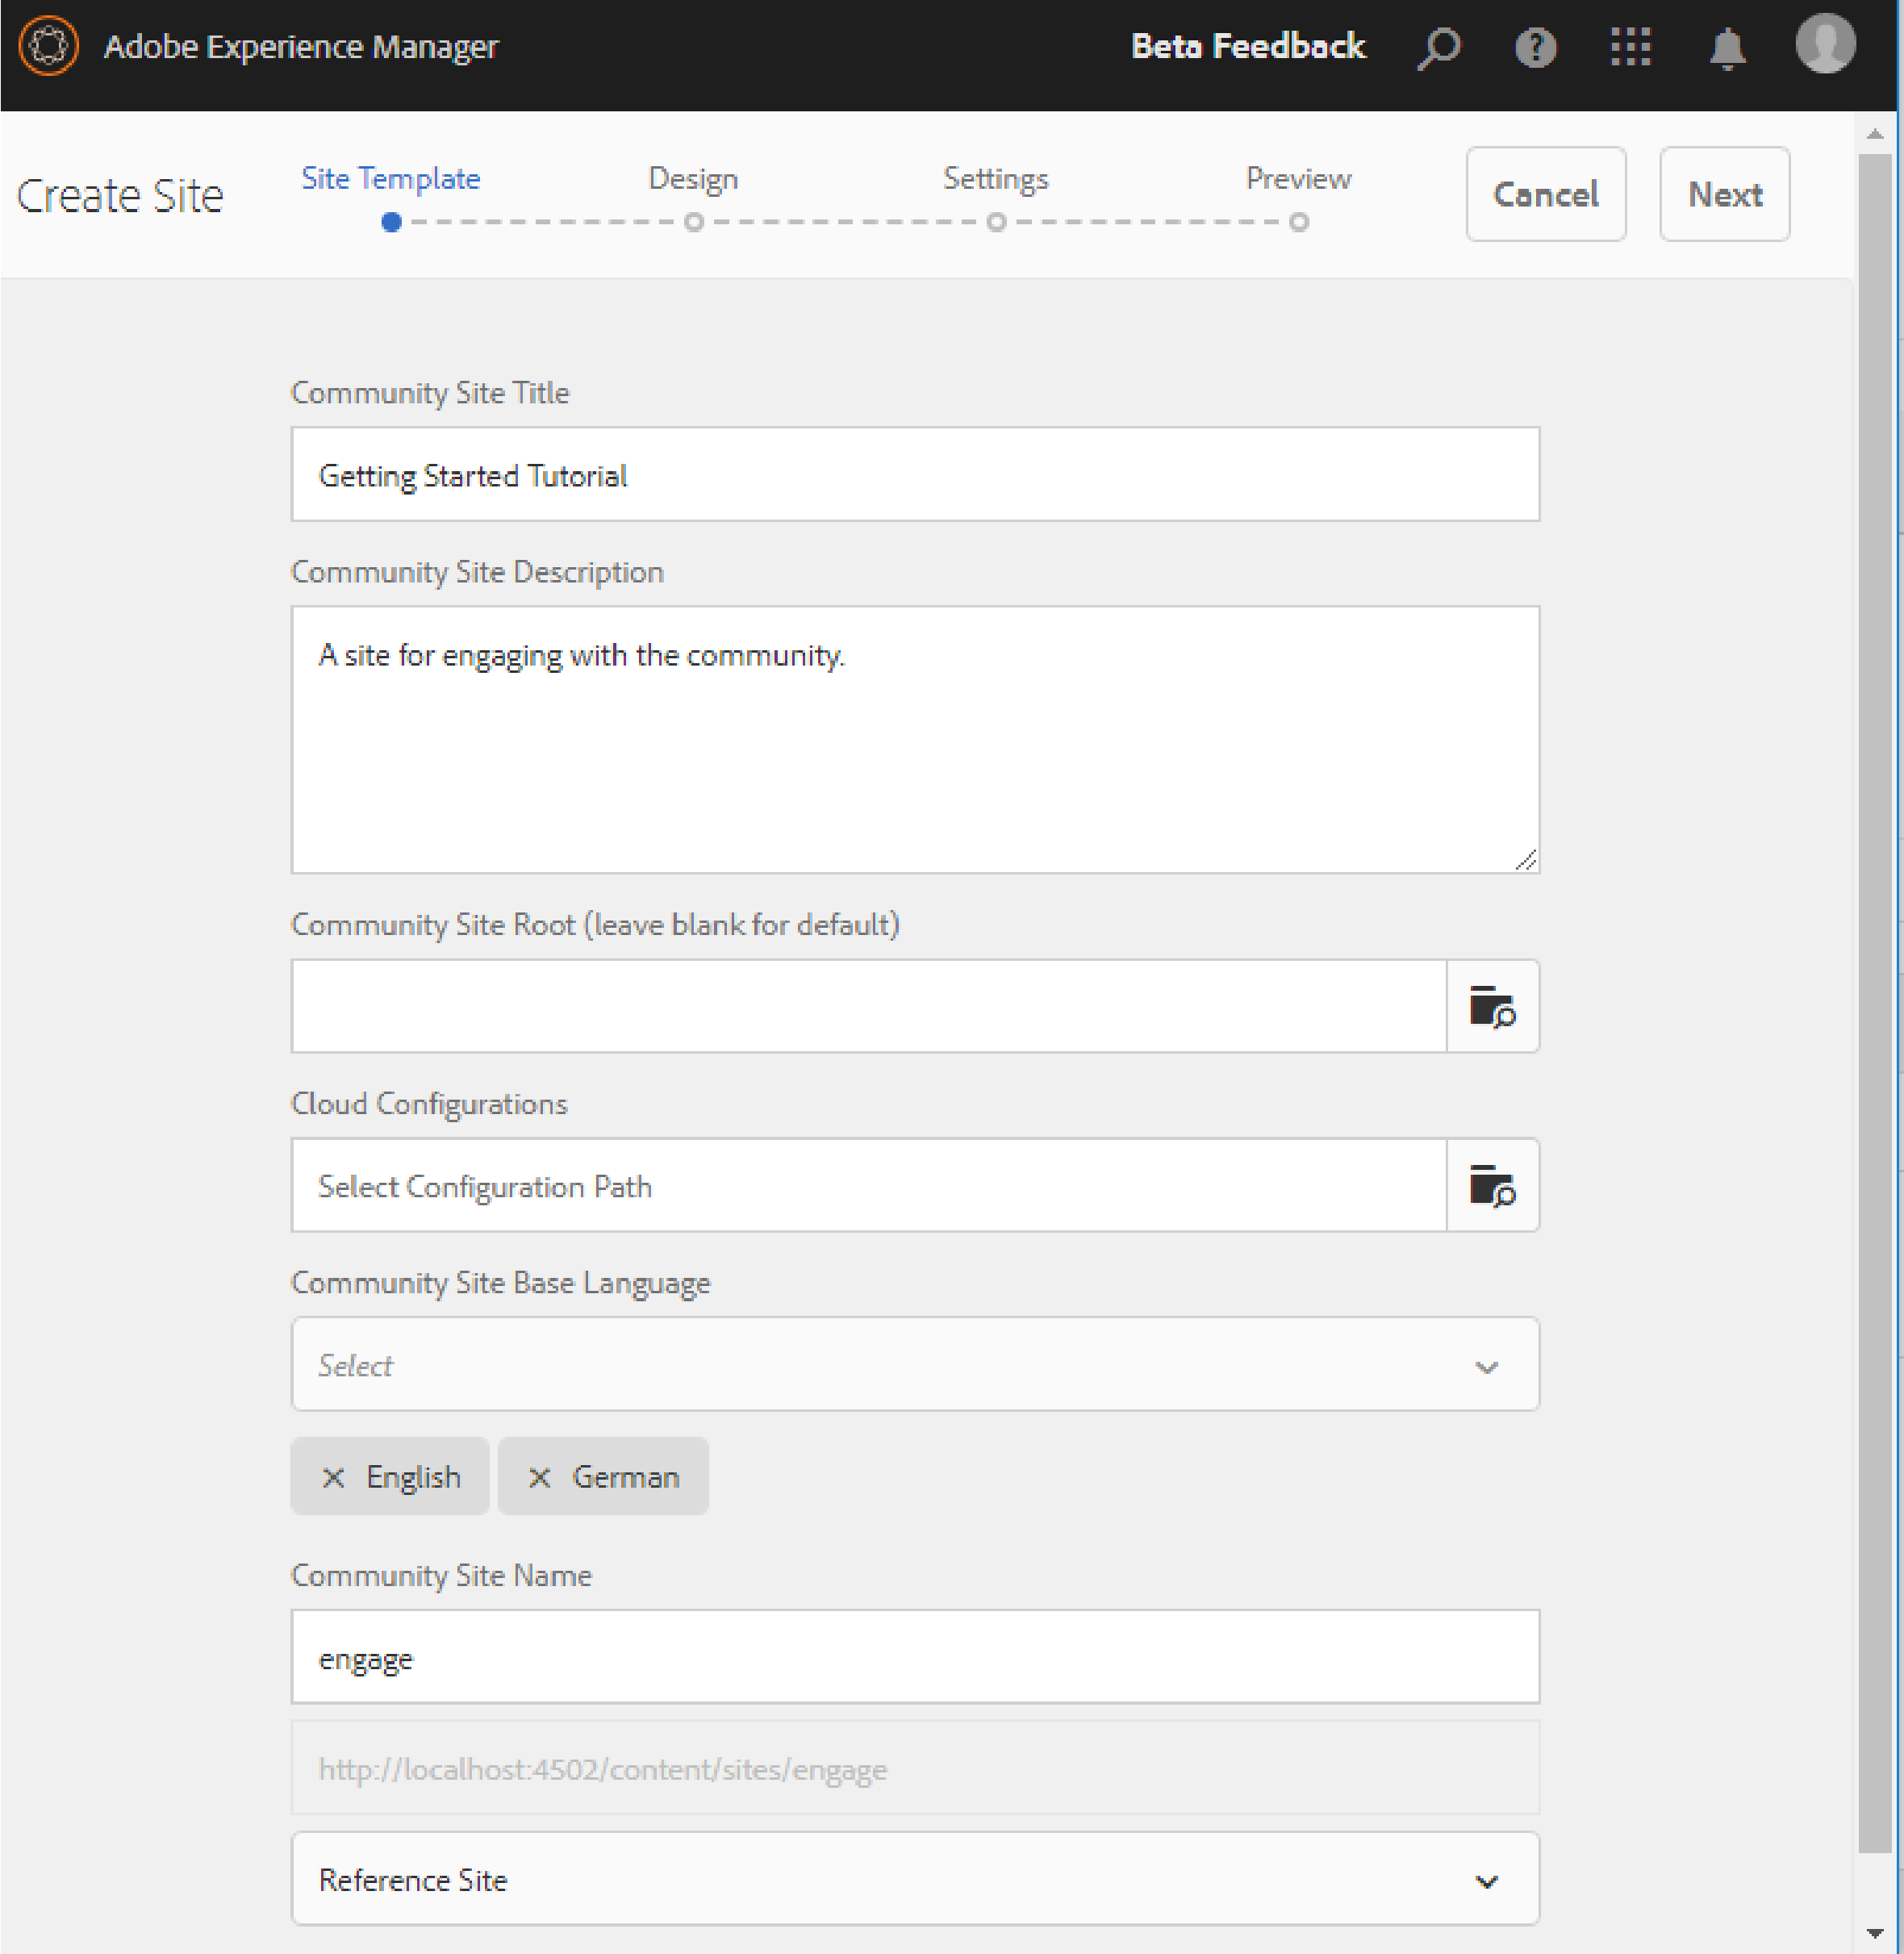 Adobe Experience Manager
Beta Feedback
Create Site
Site Template
Design
Settings
Preview
Cancel
Next
Community Site Title
Getting Started Tutorial
Community Site Description
A site for engaging with the community.
Community Site Root (leave blank for default)
Cloud Configurations
Select Configuration Path
Community Site Base Language
Select
× English
× German
Community Site Name
engage
http://localhost:4502/content/sites/engage
Reference Site